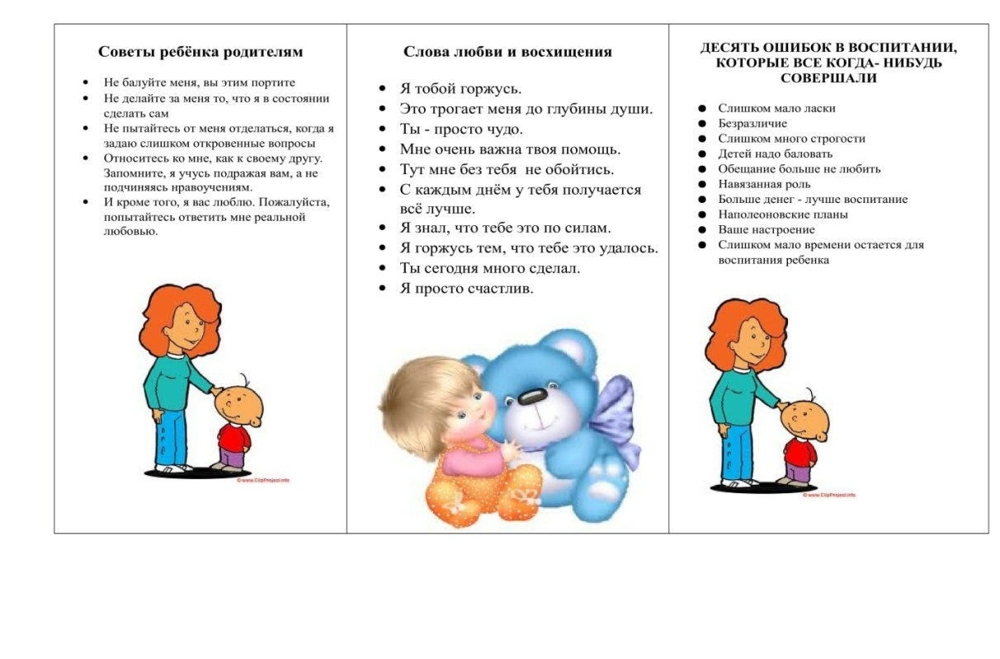 Советы ребёнка родителям
• Не балуйте меня, вы этим портите
• Не делайте за меня то, что я в состоянии
сделать сам
• Не пытайтесь от меня отделаться, когда я
задаю слишком откровенные вопросы
• Относитесь ко мне, как к своему другу.
Запомните, я учусь подражая вам, а не
подчиняясь нравоучениям.
• И кроме того, я вас люблю. Пожалуйста,
попытайтесь ответить мне реальной
любовью.
© www.ClipProject.info
Слова любви и восхищения
• Я тобой горжусь.
• Это трогает меня до глубины души.
• Ты - просто чудо.
• Мне очень важна твоя помощь.
• Тут мне без тебя не обойтись.
• С каждым днём у тебя получается
всё лучше.
• Я знал, что тебе это по силам.
• Я горжусь тем, что тебе это удалось.
• Ты сегодня много сделал.
• Я просто счастлив.
ДЕСЯТЬ ОШИБОК В ВОСПИТАНИИ,
КОТОРЫЕ ВСЕ КОГДА- НИБУДЬ
СОВЕРШАЛИ
● Слишком мало ласки
● Безразличие
● Слишком много строгости
● Детей надо баловать
● Обещание больше не любить
● Навязанная роль
● Больше денег - лучше воспитание
● Наполеоновские планы
● Ваше настроение
● Слишком мало времени остается для
воспитания ребенка
© www.ClipProject.info